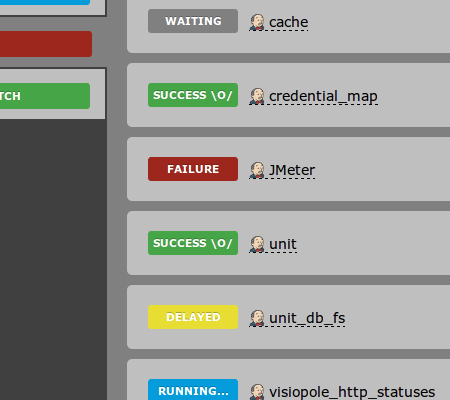 WAITING cache
TCH
SUCCESS \O/ credential_map
FAILURE JMeter
SUCCESS \O/ unit
DELAYED unit_db_fs
RUNNING... visiopole_http_statuses